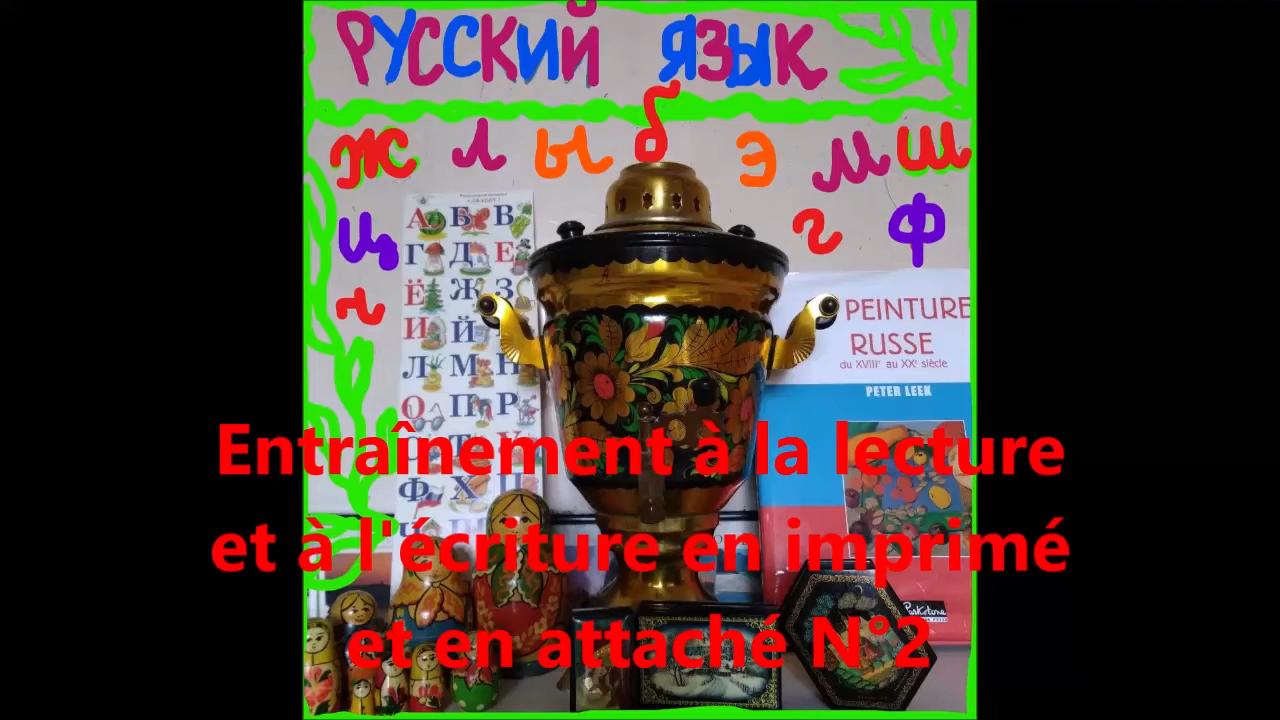 РУССКИЙ ЯЗЫК
ж л ы б э м ш
ц г ф
ч
А Б В
Г Д Е
Ё Ж З
И Й
Л М Н
О П Р
С Т У
Ф Х Ц
PEINTURE
RUSSE
du XVIIIᵉ au XXᵉ siècle
PETER LEEK
Parkstone
Entraînement à la lecture
et à l'écriture en imprimé
et en attaché N°2